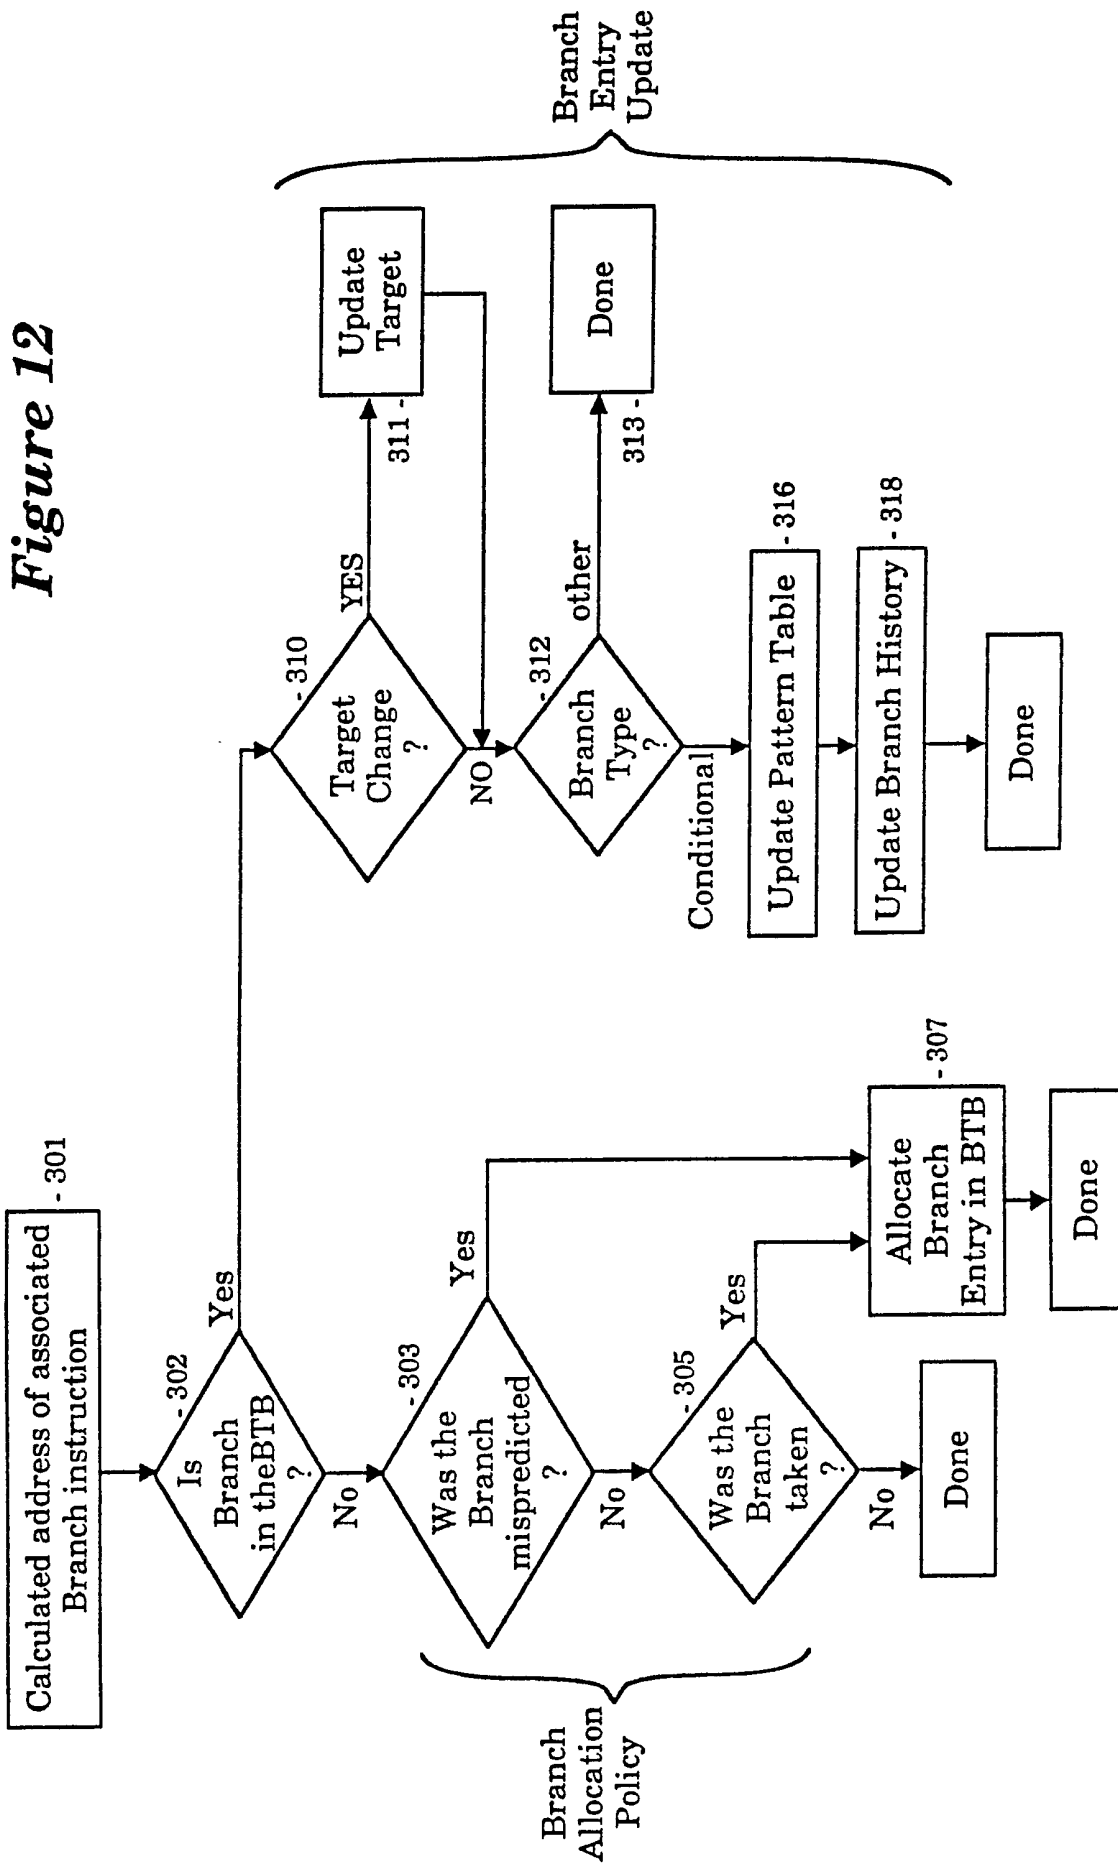 Figure 12
Calculated address of associated
Branch instruction
- 301
Is
Branch
in theBTB
?
- 302
Yes
No
Was the
Branch
mispredicted
?
- 303
Yes
No
Was the
Branch
taken
?
- 305
Yes
No
Done
Allocate
Branch
Entry in BTB
- 307
Done
Branch
Allocation
Policy
Target
Change
?
- 310
YES
NO
Update
Target
311 -
Branch
Type
?
- 312
other
Done
313 -
Conditional
Update Pattern Table
- 316
Update Branch History
- 318
Done
Branch
Entry
Update